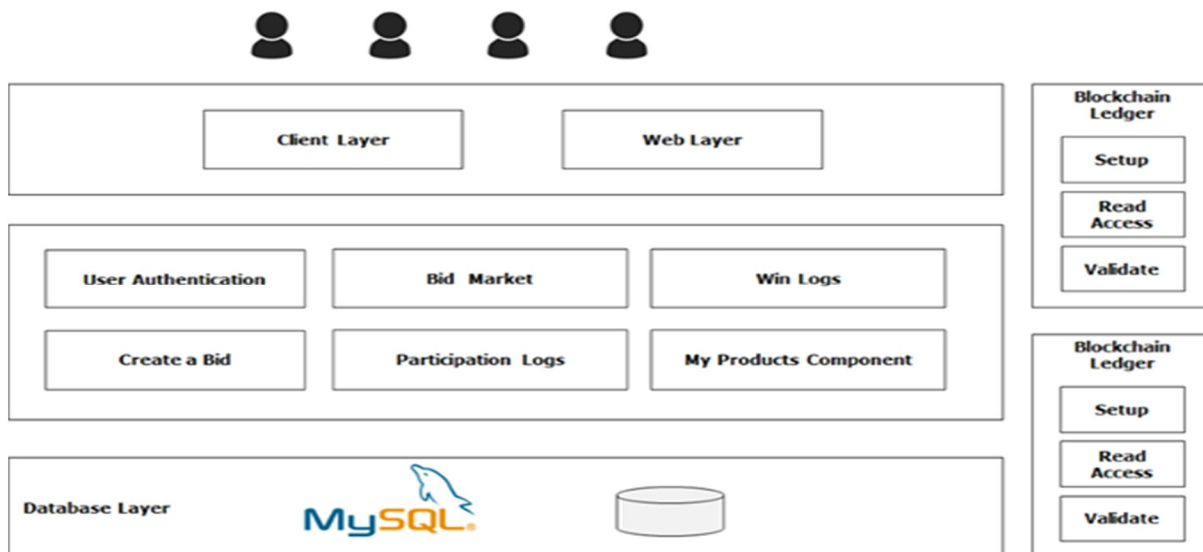 Client Layer
Web Layer
User Authentication
Bid Market
Win Logs
Create a Bid
Participation Logs
My Products Component
Database Layer
MySQL®
Blockchain
Ledger
Setup
Read
Access
Validate
Blockchain
Ledger
Setup
Read
Access
Validate